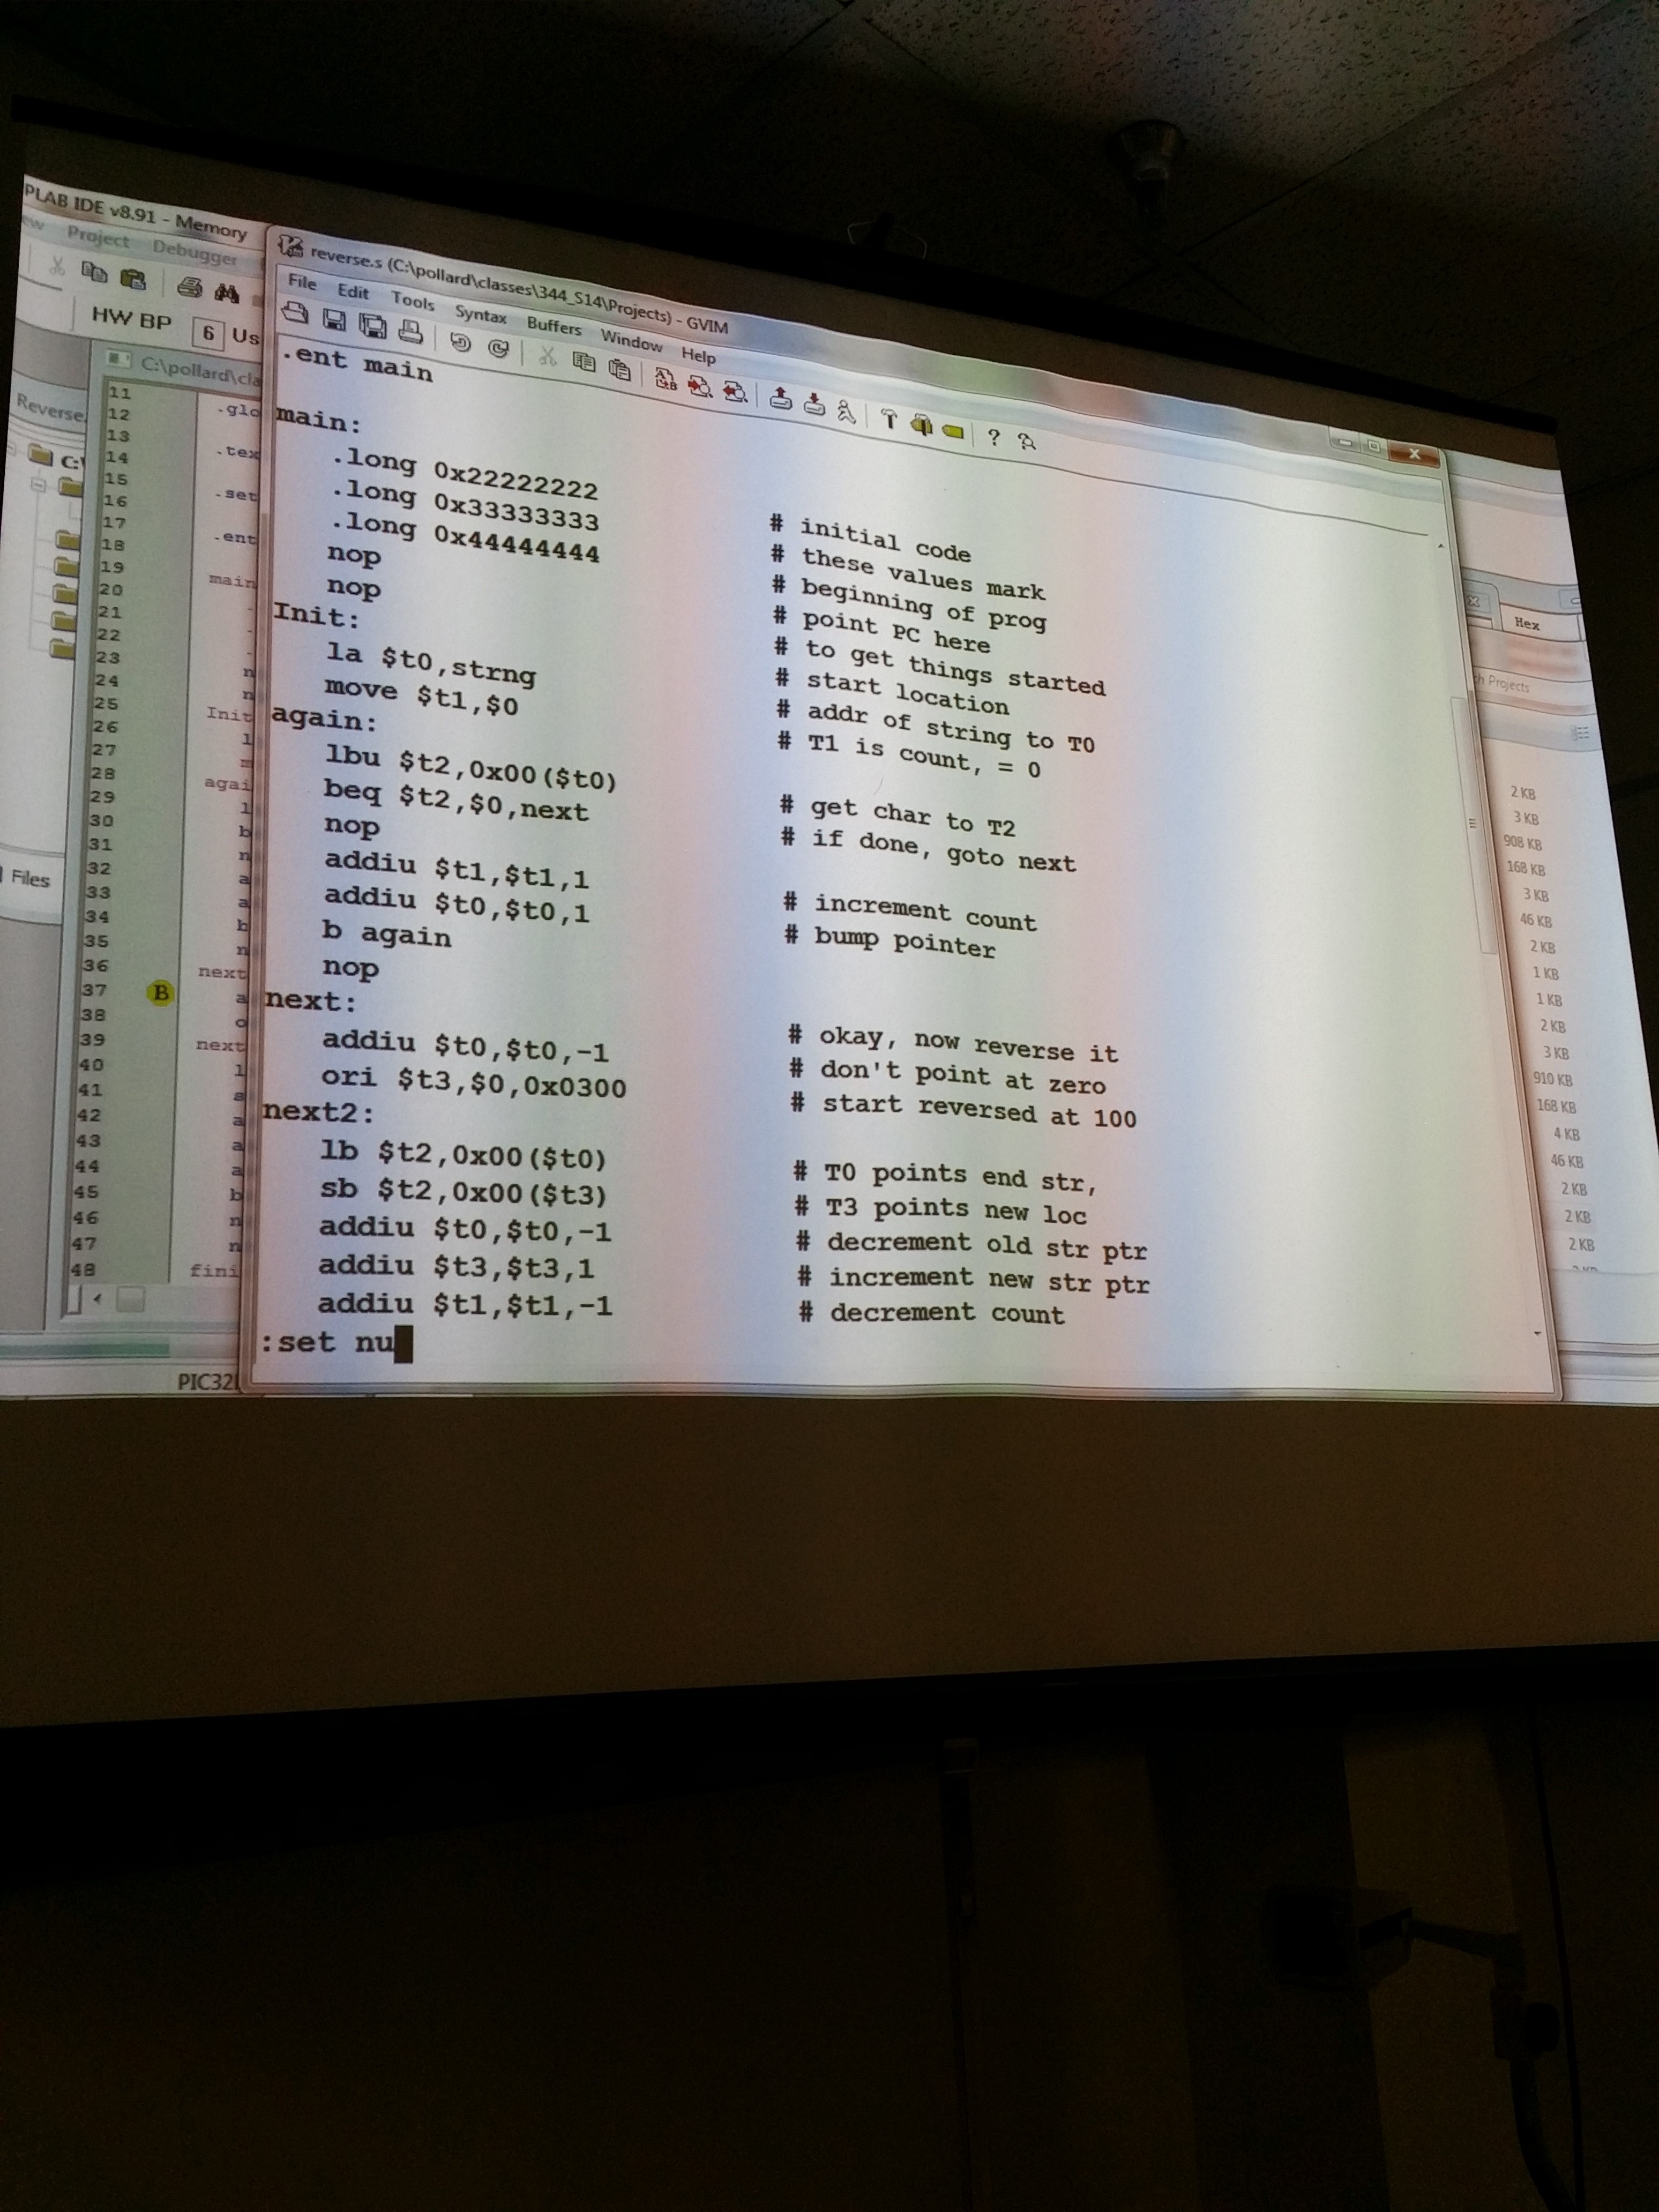 PLAB IDE v8.91 - Memory
Project Debugger
HW BP 6 Us
C:\pollard\cla
Reverse
C:\
Files
11
12 .glo
13
14 .tex
15
16 .set
17
18 .ent
19
20 main
21
22
23 n
24 n
25 Init
26 l
27 m
28 agai
29 l
30 b
31 n
32 a
33 a
34 b
35 n
36 next
37 B a
38 o
39 next
40 l
41 s
42 a
43 a
44 a
45 b
46 n
47 n
48 fini
PIC32
reverse.s (C:\pollard\classes\344_S14\Projects) - GVIM
File Edit Tools Syntax Buffers Window Help
.ent main
main:
.long 0x22222222 # initial code
.long 0x33333333 # these values mark
.long 0x44444444 # beginning of prog
nop # point PC here
nop # to get things started
Init: # start location
la $t0,strng # addr of string to T0
move $t1,$0 # T1 is count, = 0
again:
lbu $t2,0x00($t0) # get char to T2
beq $t2,$0,next # if done, goto next
nop
addiu $t1,$t1,1 # increment count
addiu $t0,$t0,1 # bump pointer
b again
nop
next: # okay, now reverse it
addiu $t0,$t0,-1 # don't point at zero
ori $t3,$0,0x0300 # start reversed at 100
next2:
lb $t2,0x00($t0) # T0 points end str,
sb $t2,0x00($t3) # T3 points new loc
addiu $t0,$t0,-1 # decrement old str ptr
addiu $t3,$t3,1 # increment new str ptr
addiu $t1,$t1,-1 # decrement count
:set nu
Hex
h Projects
2 KB
3 KB
908 KB
168 KB
3 KB
46 KB
2 KB
1 KB
1 KB
2 KB
3 KB
910 KB
168 KB
4 KB
46 KB
2 KB
2 KB
2 KB